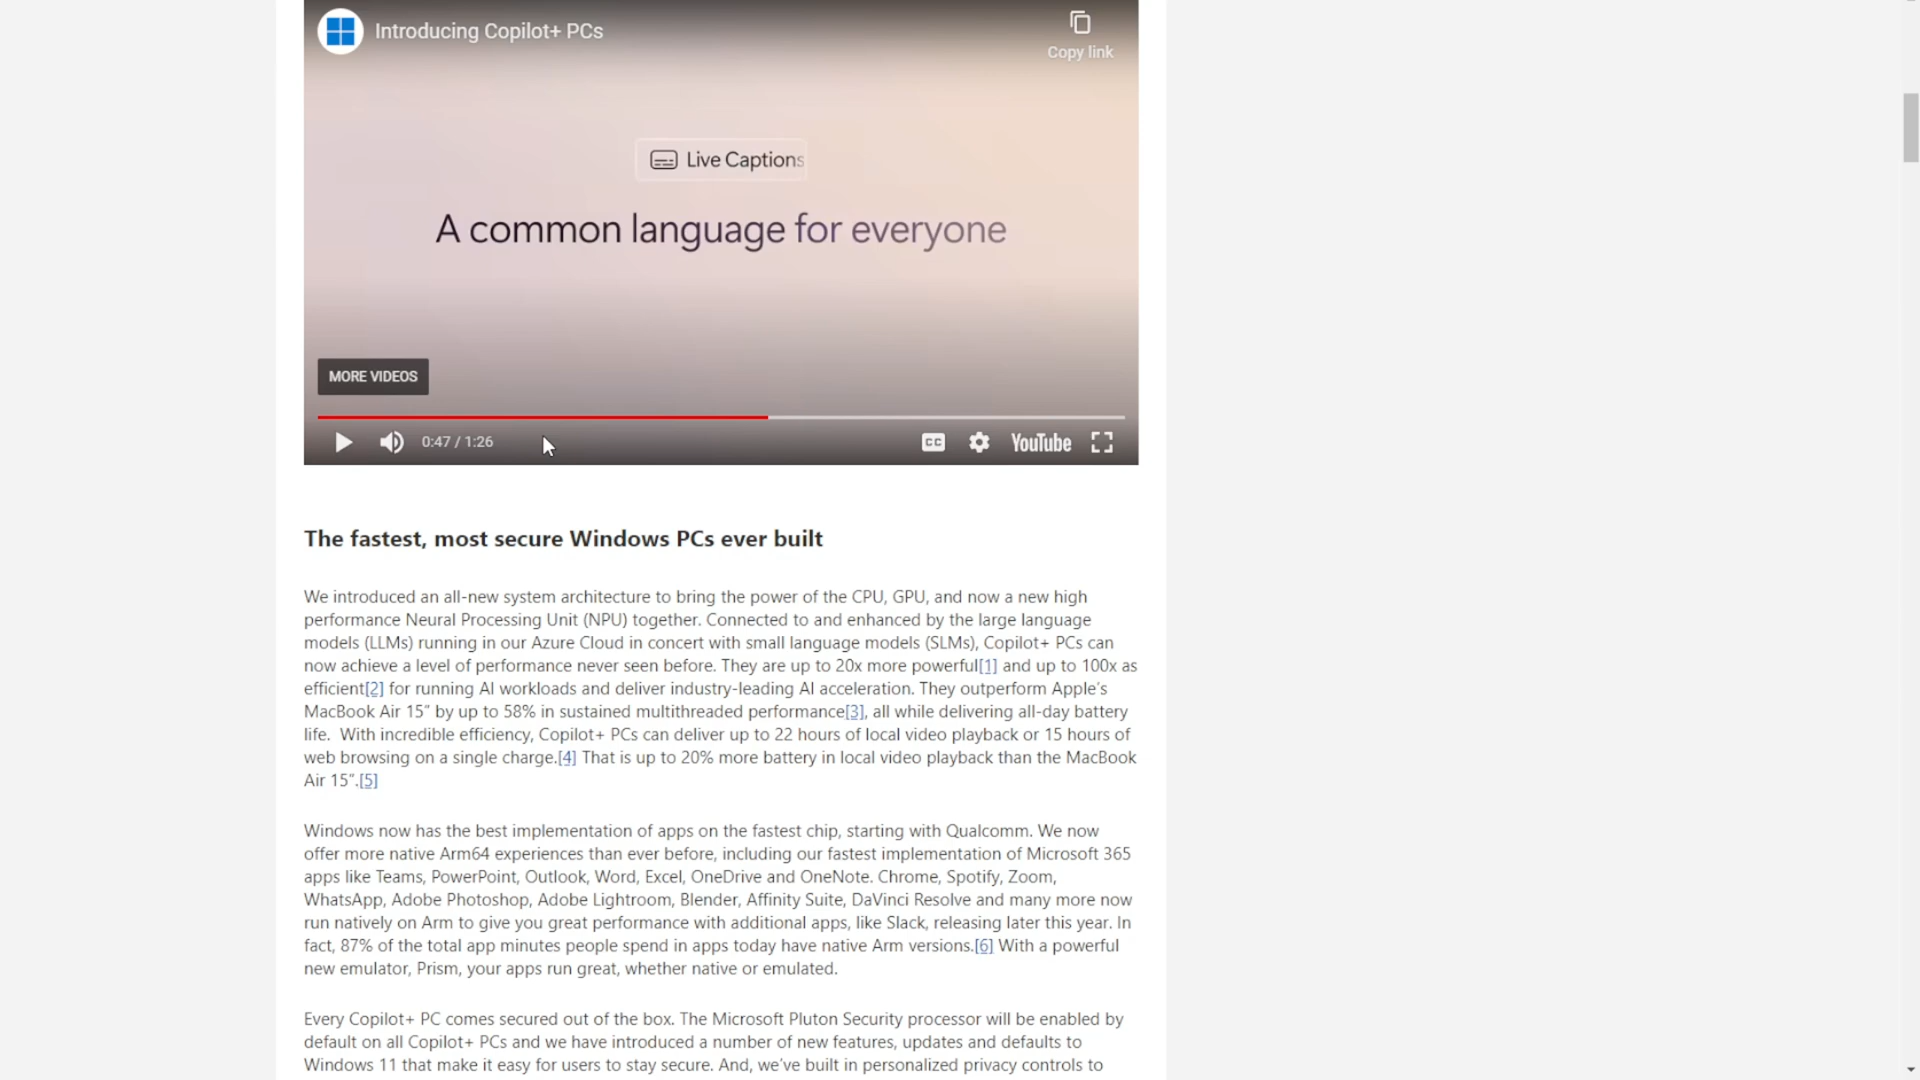 Introducing Copilot+ PCs
Copy link
Live Captions
A common language for everyone
MORE VIDEOS
0:47 / 1:26
CC
YouTube
The fastest, most secure Windows PCs ever built
We introduced an all-new system architecture to bring the power of the CPU, GPU, and now a new high
performance Neural Processing Unit (NPU) together. Connected to and enhanced by the large language
models (LLMs) running in our Azure Cloud in concert with small language models (SLMs), Copilot+ PCs can
now achieve a level of performance never seen before. They are up to 20x more powerful[1] and up to 100x as
efficient[2] for running AI workloads and deliver industry-leading AI acceleration. They outperform Apple’s
MacBook Air 15” by up to 58% in sustained multithreaded performance[3], all while delivering all-day battery
life.  With incredible efficiency, Copilot+ PCs can deliver up to 22 hours of local video playback or 15 hours of
web browsing on a single charge.[4] That is up to 20% more battery in local video playback than the MacBook
Air 15”.[5]
Windows now has the best implementation of apps on the fastest chip, starting with Qualcomm. We now
offer more native Arm64 experiences than ever before, including our fastest implementation of Microsoft 365
apps like Teams, PowerPoint, Outlook, Word, Excel, OneDrive and OneNote. Chrome, Spotify, Zoom,
WhatsApp, Adobe Photoshop, Adobe Lightroom, Blender, Affinity Suite, DaVinci Resolve and many more now
run natively on Arm to give you great performance with additional apps, like Slack, releasing later this year. In
fact, 87% of the total app minutes people spend in apps today have native Arm versions.[6] With a powerful
new emulator, Prism, your apps run great, whether native or emulated.
Every Copilot+ PC comes secured out of the box. The Microsoft Pluton Security processor will be enabled by
default on all Copilot+ PCs and we have introduced a number of new features, updates and defaults to
Windows 11 that make it easy for users to stay secure. And, we’ve built in personalized privacy controls to